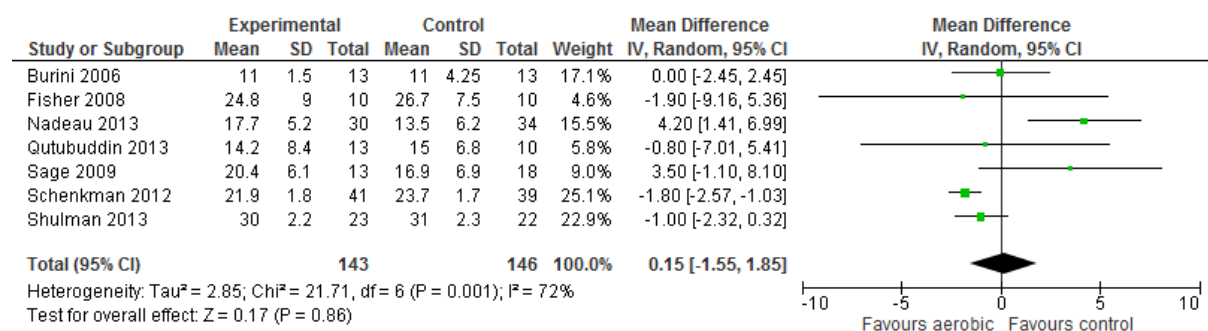 Experimental Control Mean Difference Mean Difference
Study or Subgroup Mean SD Total Mean SD Total Weight IV, Random, 95% CI IV, Random, 95% CI
Burini 2006 11 1.5 13 11 4.25 13 17.1% 0.00 [-2.45, 2.45]
Fisher 2008 24.8 9 10 26.7 7.5 10 4.6% -1.90 [-9.16, 5.36]
Nadeau 2013 17.7 5.2 30 13.5 6.2 34 15.5% 4.20 [1.41, 6.99]
Qutubuddin 2013 14.2 8.4 13 15 6.8 10 5.8% -0.80 [-7.01, 5.41]
Sage 2009 20.4 6.1 13 16.9 6.9 18 9.0% 3.50 [-1.10, 8.10]
Schenkman 2012 21.9 1.8 41 23.7 1.7 39 25.1% -1.80 [-2.57, -1.03]
Shulman 2013 30 2.2 23 31 2.3 22 22.9% -1.00 [-2.32, 0.32]
Total (95% CI) 143 146 100.0% 0.15 [-1.55, 1.85]
Heterogeneity: Tau² = 2.85; Chi² = 21.71, df = 6 (P = 0.001); I² = 72%
Test for overall effect: Z = 0.17 (P = 0.86)
-10 -5 0 5 10
Favours aerobic Favours control